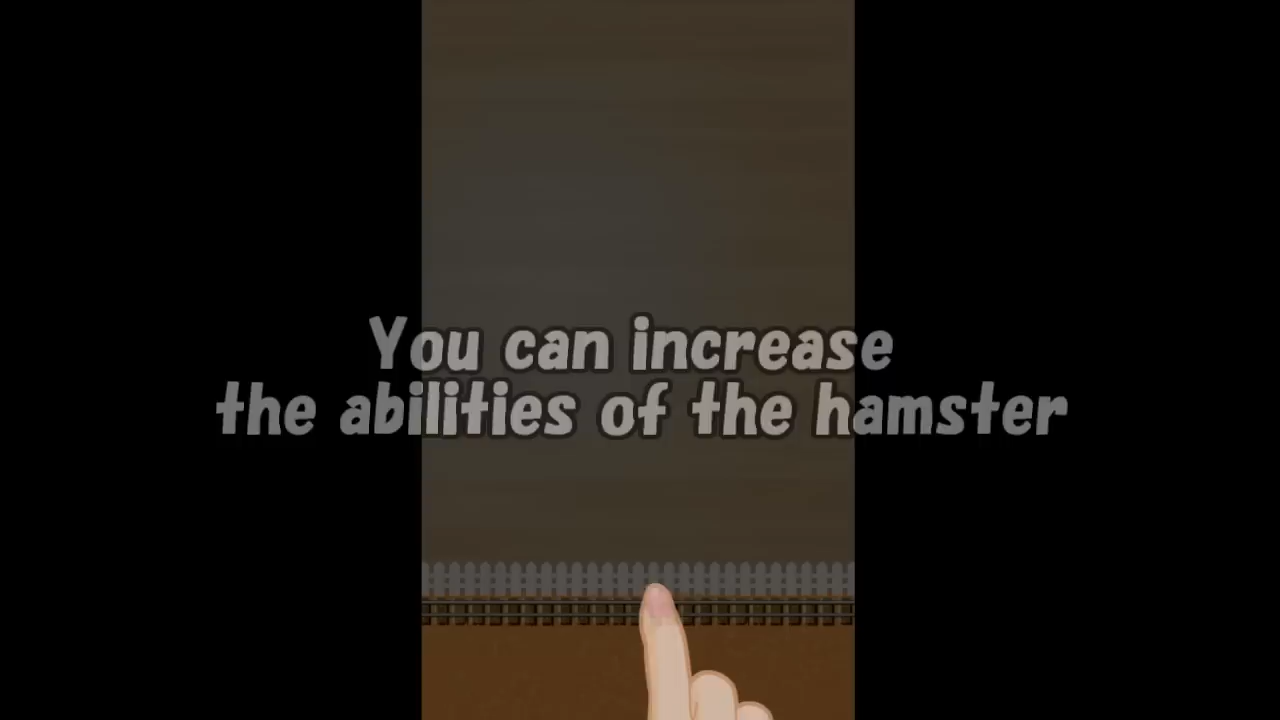 You can increase
the abilities of the hamster